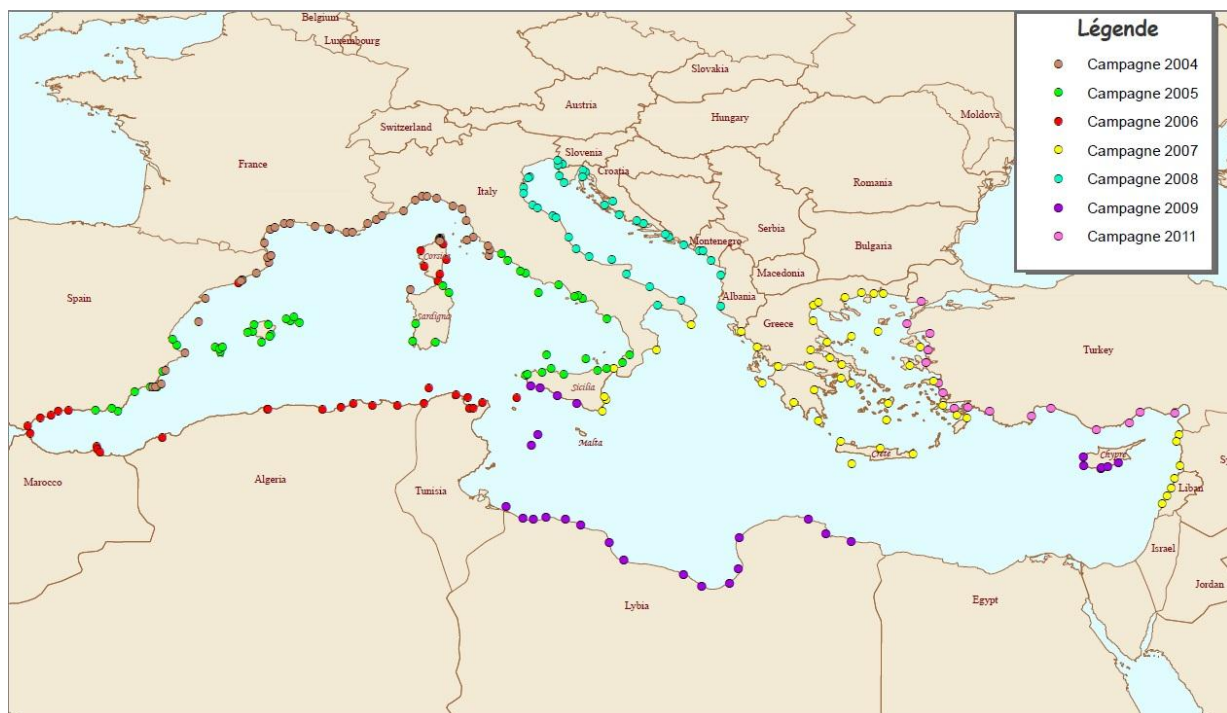 Légende
Campagne 2004
Campagne 2005
Campagne 2006
Campagne 2007
Campagne 2008
Campagne 2009
Campagne 2011
Belgium
Luxembourg
Slovakia
Austria
Moldova
Hungary
Switzerland
Slovenia
France
Croatia
Italy
Romania
Serbia
Montenegro
Bulgaria
Corsica
Macedonia
Spain
Albania
Sardigna
Greece
Turkey
Sicilia
Malta
Crète
Chypre
Sy
Marocco
Algeria
Tunisia
Liban
Israel
Jordan
Lybia
Egypt